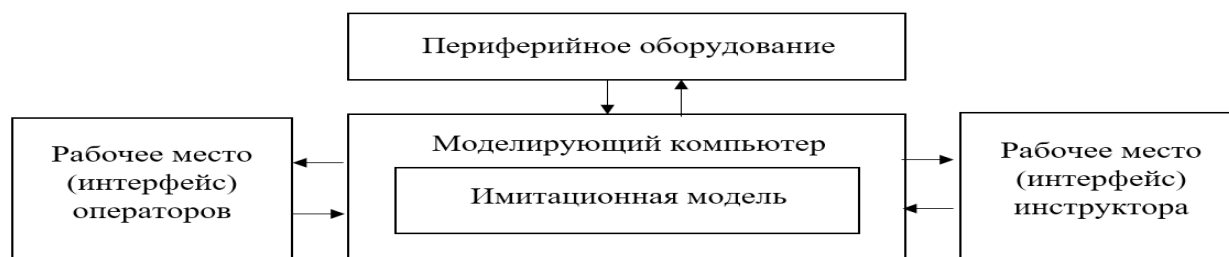 Периферийное оборудование
Рабочее место
(интерфейс)
операторов
Моделирующий компьютер
Имитационная модель
Рабочее место
(интерфейс)
инструктора